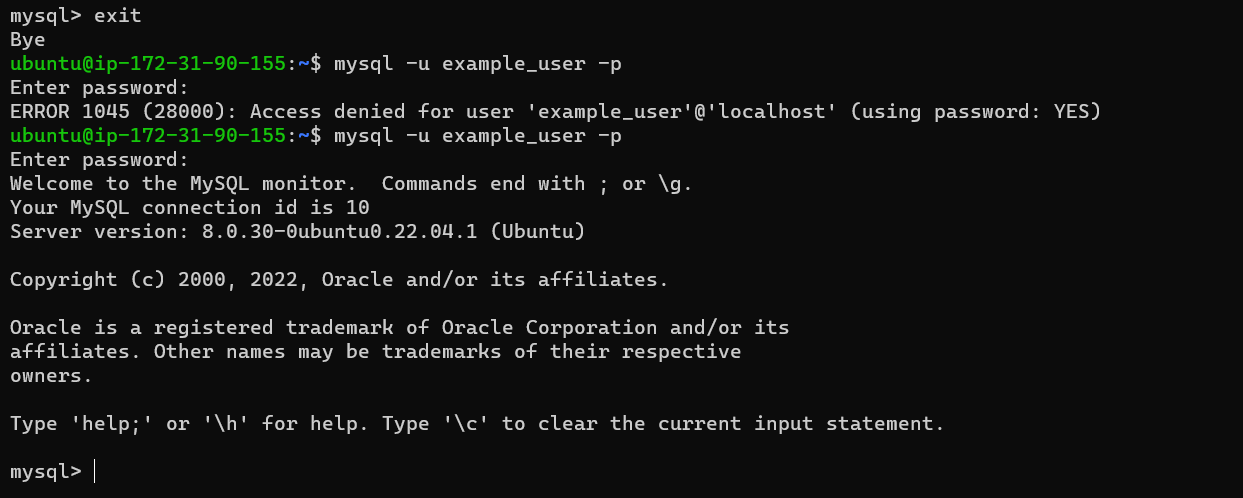 mysql> exit
Bye
ubuntu@ip-172-31-90-155:~$ mysql -u example_user -p
Enter password:
ERROR 1045 (28000): Access denied for user 'example_user'@'localhost' (using password: YES)
ubuntu@ip-172-31-90-155:~$ mysql -u example_user -p
Enter password:
Welcome to the MySQL monitor.  Commands end with ; or \g.
Your MySQL connection id is 10
Server version: 8.0.30-0ubuntu0.22.04.1 (Ubuntu)

Copyright (c) 2000, 2022, Oracle and/or its affiliates.

Oracle is a registered trademark of Oracle Corporation and/or its
affiliates. Other names may be trademarks of their respective
owners.

Type 'help;' or '\h' for help. Type '\c' to clear the current input statement.

mysql>